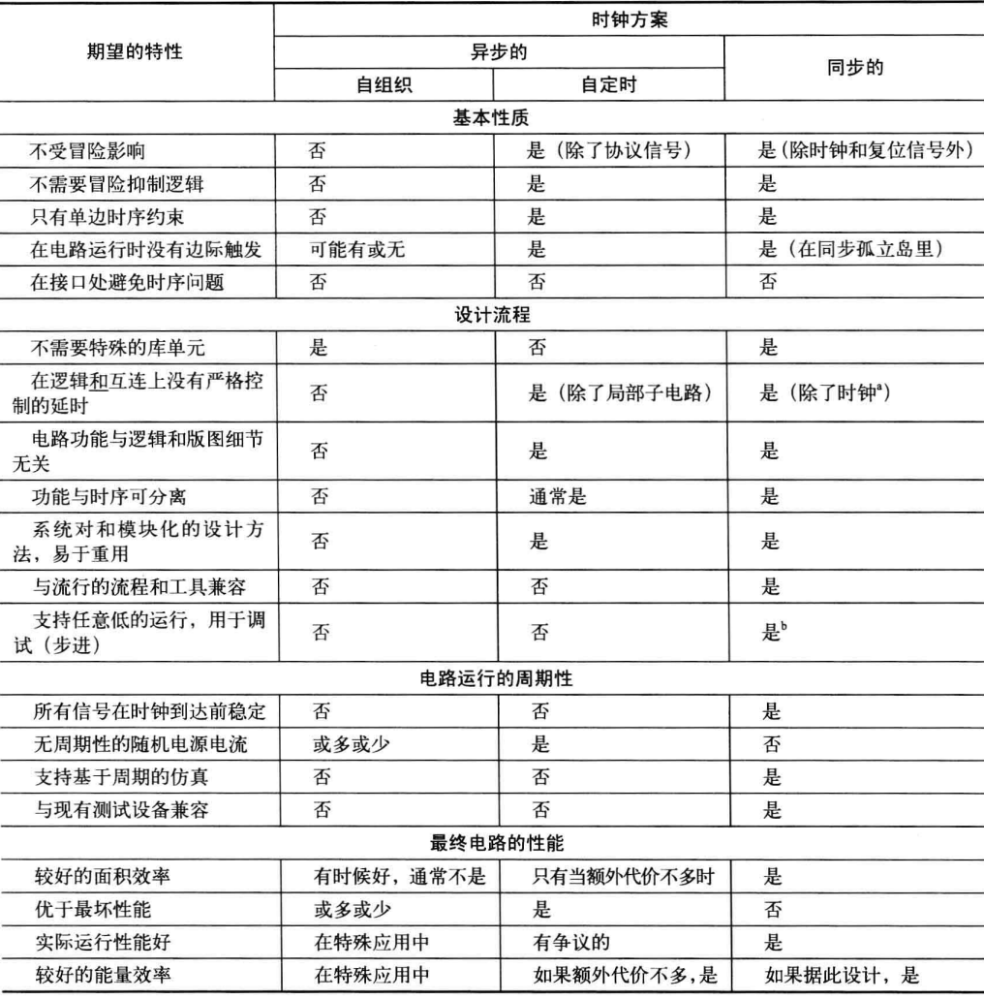 期望的特性
时钟方案
异步的
同步的
自组织 自定时
基本性质
不受冒险影响 否 是（除了协议信号） 是（除时钟和复位信号外）
不需要冒险抑制逻辑 否 是 是
只有单边时序约束 否 是 是
在电路运行时没有边际触发 可能有或无 是 是（在同步孤立岛里）
在接口处避免时序问题 否 否 否
设计流程
不需要特殊的库单元 是 否 是
在逻辑和互连上没有严格控
制的延时 否 是（除了局部子电路） 是（除了时钟a）
电路功能与逻辑和版图细节
无关 否 是 是
功能与时序可分离 否 通常是 是
系统对和模块化的设计方
法，易于重用 否 是 是
与流行的流程和工具兼容 否 否 是
支持任意低的运行，用于调
试（步进） 否 否 是b
电路运行的周期性
所有信号在时钟到达前稳定 否 否 是
无周期性的随机电源电流 或多或少 是 否
支持基于周期的仿真 否 否 是
与现有测试设备兼容 否 否 是
最终电路的性能
较好的面积效率 有时候好，通常不是 只有当额外代价不多时 是
优于最坏性能 或多或少 是 否
实际运行性能好 在特殊应用中 有争议的 是
较好的能量效率 在特殊应用中 如果额外代价不多，是 如果据此设计，是